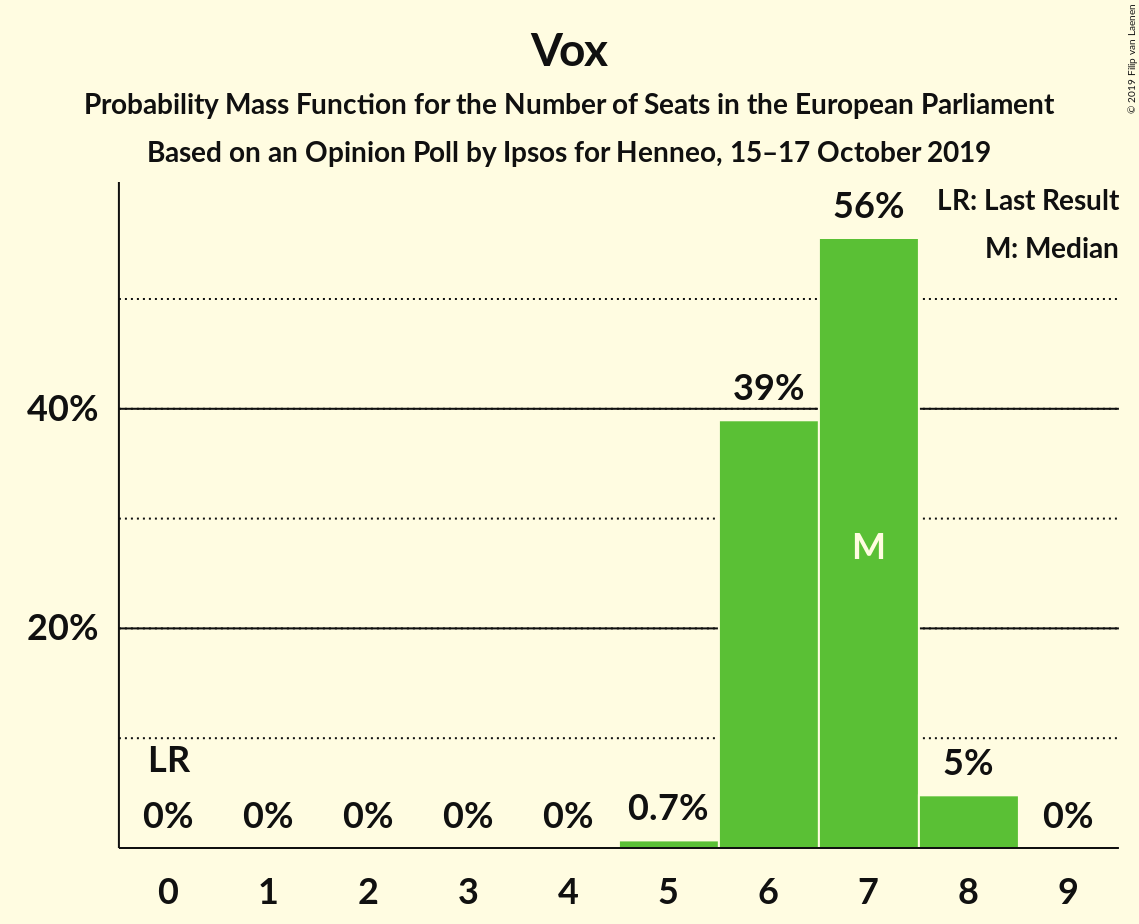 Vox
Probability Mass Function for the Number of Seats in the European Parliament
Based on an Opinion Poll by Ipsos for Henneo, 15–17 October 2019
© 2019 Filip van Laenen
LR: Last Result
M: Median
56%
40%
39%
M
20%
LR
0% 0% 0% 0% 0% 0.7% 5% 0%
0 1 2 3 4 5 6 7 8 9